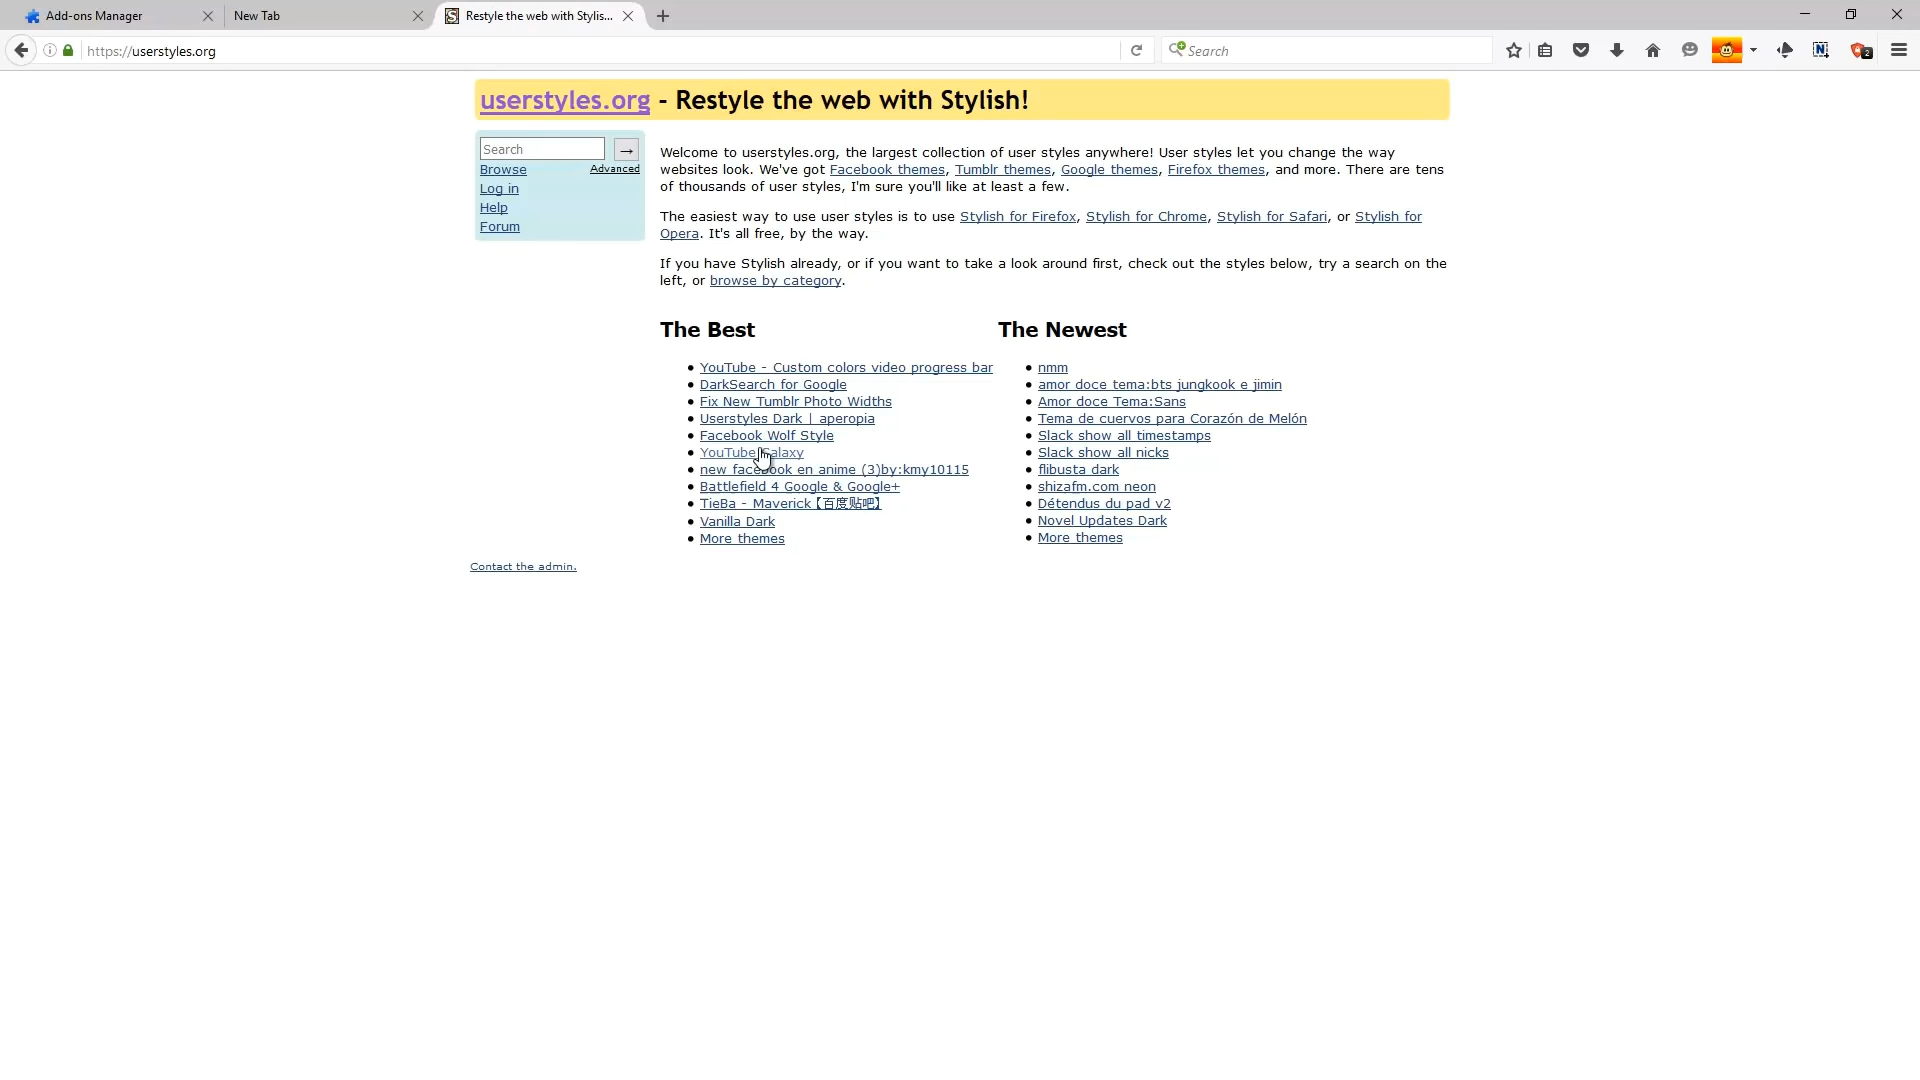 Add-ons Manager
New Tab
Restyle the web with Stylis...
https://userstyles.org
Search
2
userstyles.org - Restyle the web with Stylish!
Search
→
Browse
Advanced
Log in
Help
Forum
Welcome to userstyles.org, the largest collection of user styles anywhere! User styles let you change the way
websites look. We've got Facebook themes, Tumblr themes, Google themes, Firefox themes, and more. There are tens
of thousands of user styles, I'm sure you'll like at least a few.
The easiest way to use user styles is to use Stylish for Firefox, Stylish for Chrome, Stylish for Safari, or Stylish for
Opera. It's all free, by the way.
If you have Stylish already, or if you want to take a look around first, check out the styles below, try a search on the
left, or browse by category.
The Best
YouTube - Custom colors video progress bar
DarkSearch for Google
Fix New Tumblr Photo Widths
Userstyles Dark | aperopia
Facebook Wolf Style
YouTube Galaxy
new facebook en anime (3)by:kmy10115
Battlefield 4 Google & Google+
TieBa - Maverick【百度贴吧】
Vanilla Dark
More themes
The Newest
nmm
amor doce tema:bts jungkook e jimin
Amor doce Tema:Sans
Tema de cuervos para Corazón de Melón
Slack show all timestamps
Slack show all nicks
flibusta dark
shizafm.com neon
Détendus du pad v2
Novel Updates Dark
More themes
Contact the admin.